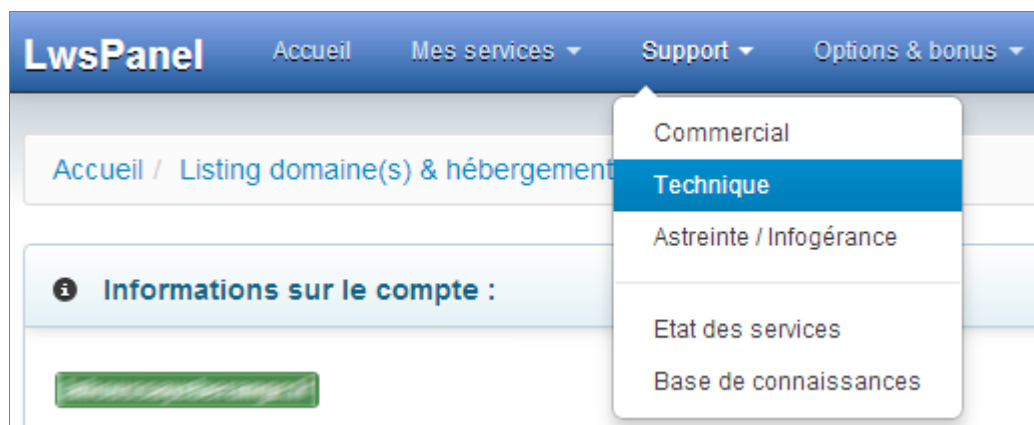 LwsPanel Accueil Mes services Support Options & bonus
Commercial
Accueil / Listing domaine(s) & hébergement
Technique
Astreinte / Infogérance
Informations sur le compte :
Etat des services
Base de connaissances